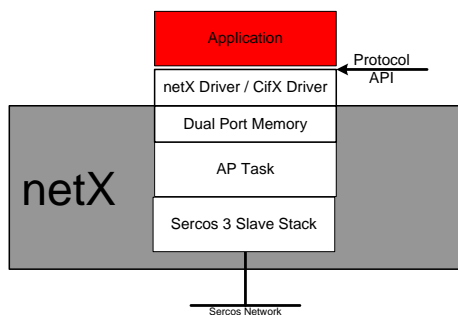 Application
Protocol
API
netX Driver / CifX Driver
Dual Port Memory
netX
AP Task
Sercos 3 Slave Stack
Sercos Network